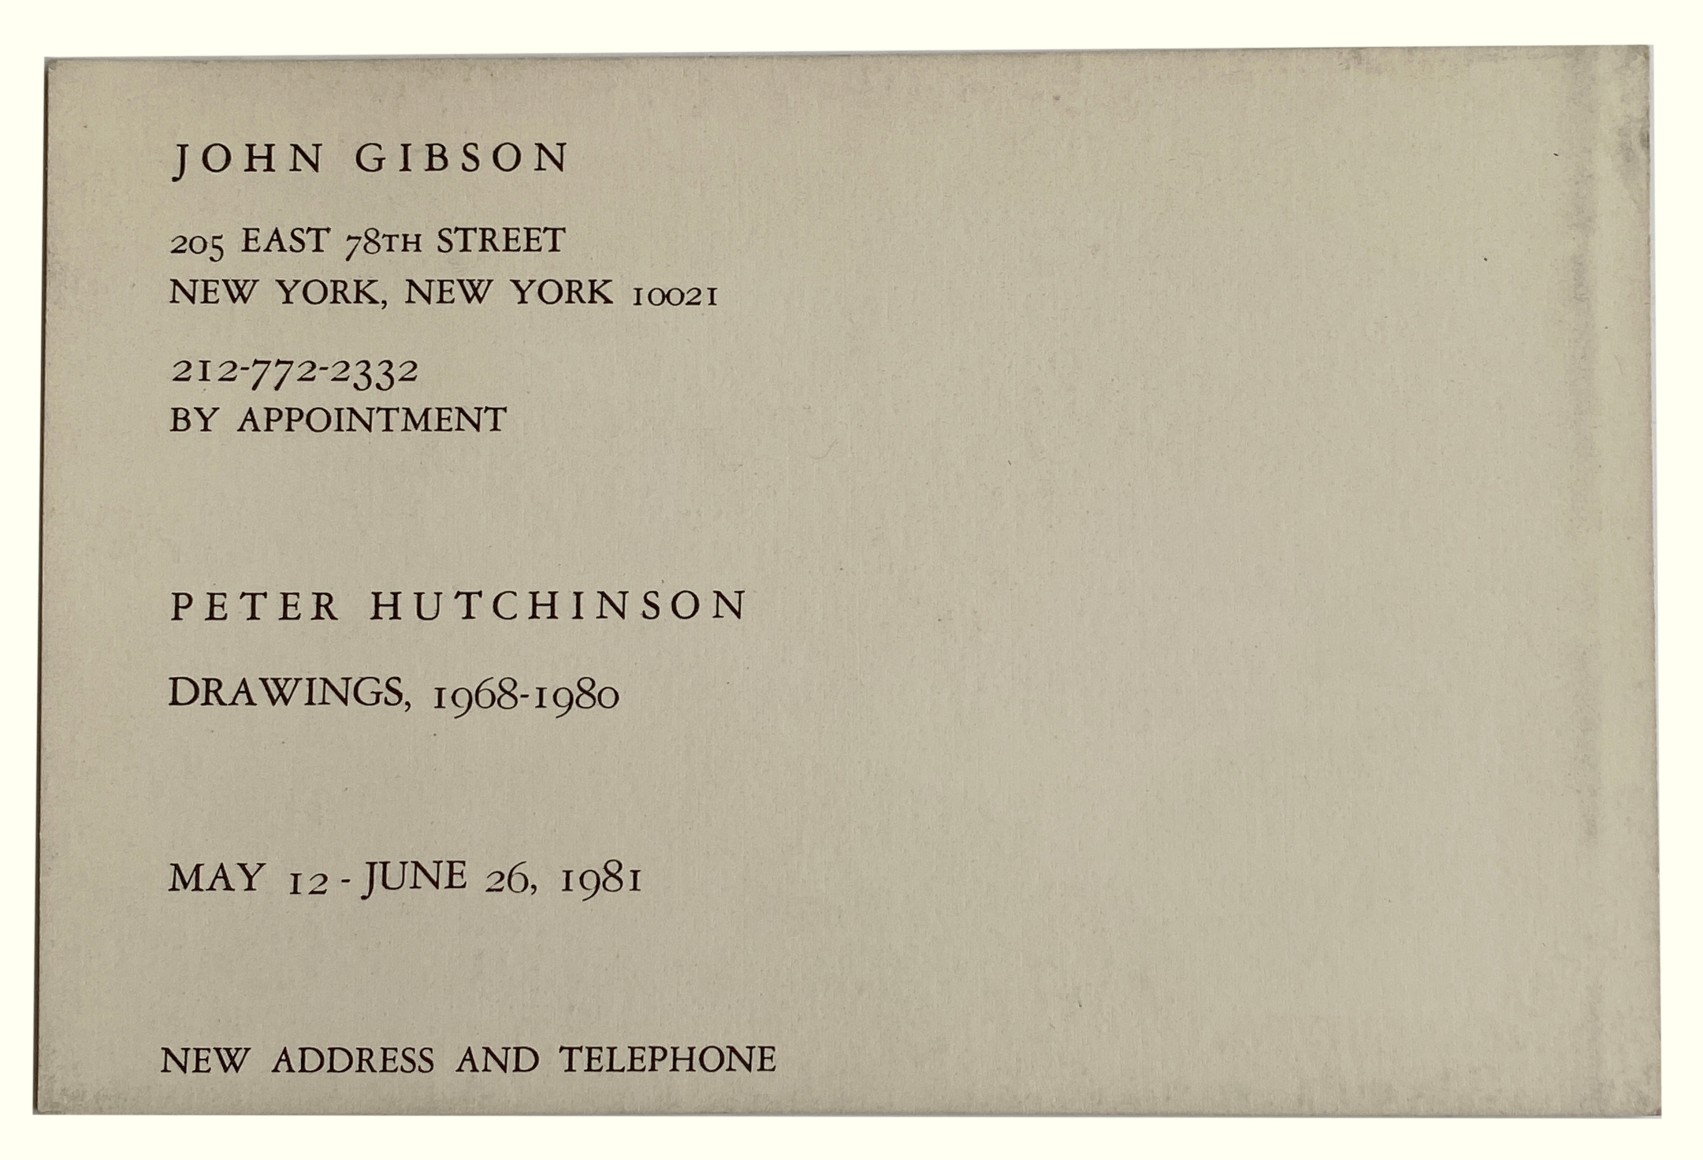 JOHN GIBSON
205 EAST 78TH STREET
NEW YORK, NEW YORK 10021
212-772-2332
BY APPOINTMENT
PETER HUTCHINSON
DRAWINGS, 1968-1980
MAY 12 - JUNE 26, 1981
NEW ADDRESS AND TELEPHONE